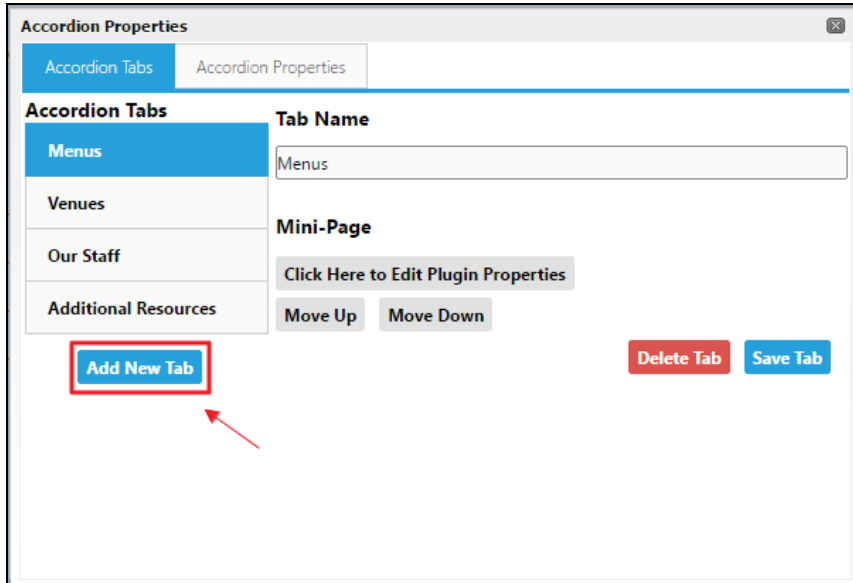 Accordion Properties
Accordion Tabs
Accordion Properties
Accordion Tabs
Menus
Venues
Our Staff
Additional Resources
Add New Tab
Tab Name
Menus
Mini-Page
Click Here to Edit Plugin Properties
Move Up
Move Down
Delete Tab
Save Tab